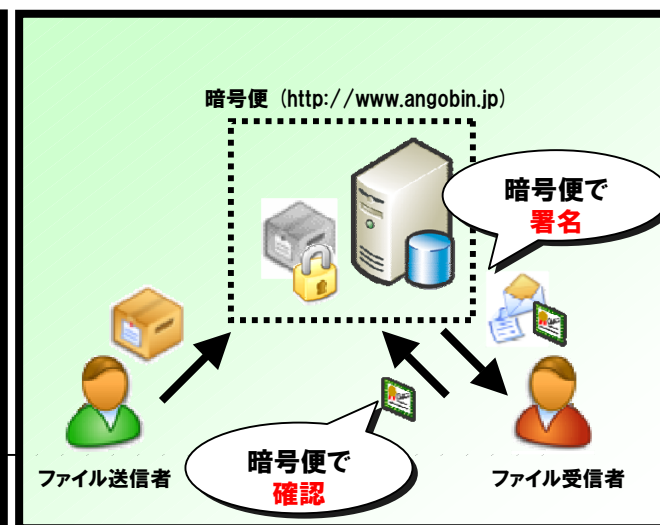 暗号便 (http://www.angobin.jp)
暗号便で
署名
暗号便で
確認
ファイル送信者
ファイル受信者